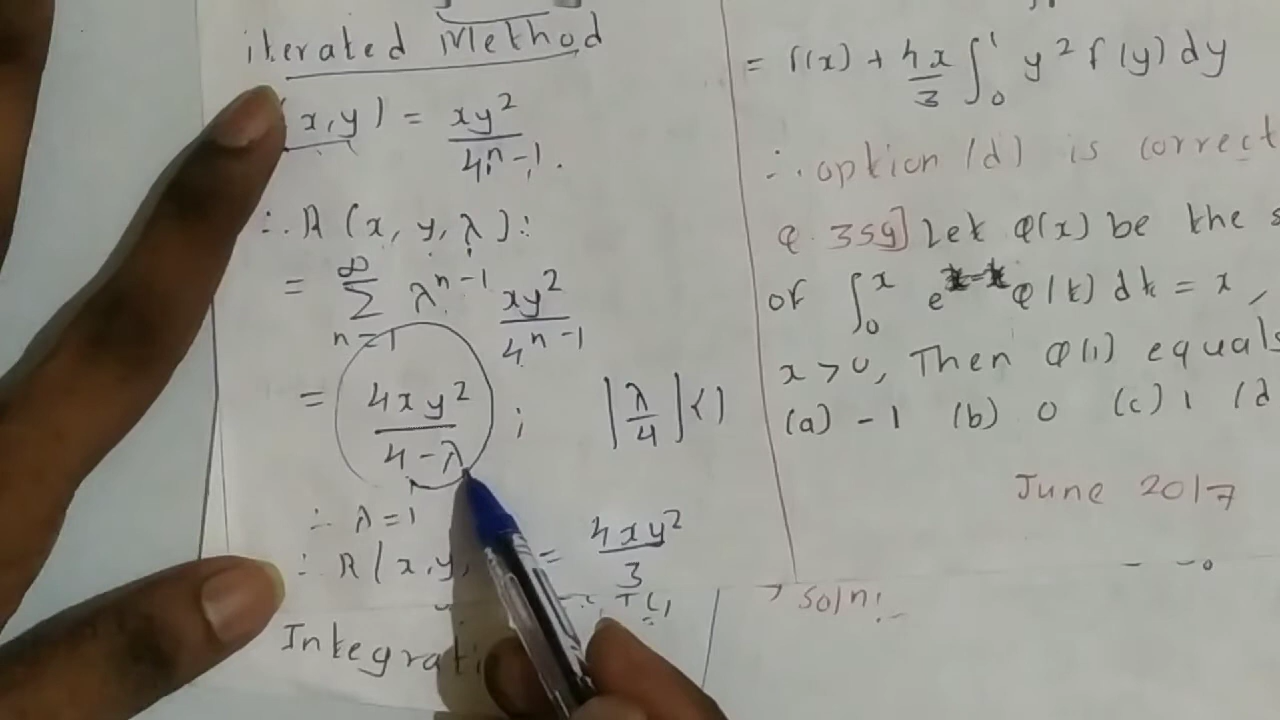 iterated Method
x,y) = xy²/4ⁿ-1.
∴ R (x, y, λ):
= ∞ Σ n=1 λⁿ⁻¹ xy²/4ⁿ⁻¹
= 4xy²/4-λ ; |λ/4|<1
∴ λ=1
∴ R(x,y, = 4xy²/3
Integrati
= f(x) + 4x/3 ∫₀¹ y² f(y) dy
∴ option (d) is correct
Q. 359] Let φ(x) be the s
of ∫₀ˣ φ(t) dt = x,
x>0, Then φ(1) equals
(a) -1 (b) 0 (c) 1 (d
June 2017
→ soln:-